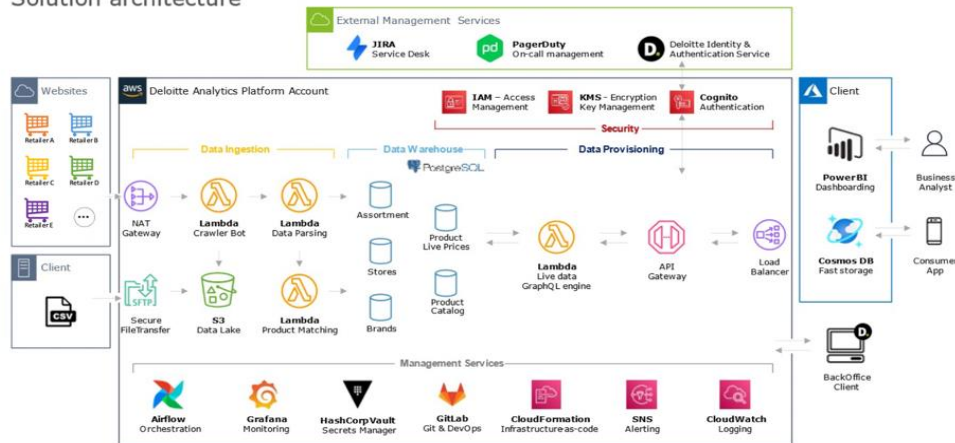 Solution architecture
External Management Services
JIRA
Service Desk
pd
PagerDuty
On-call management
D.
Deloitte Identity &
Authentication Service
Websites
Retailer A
Retailer B
Retailer C
Retailer D
Retailer E
Client
CSV
aws
Deloitte Analytics Platform Account
IAM – Access
Management
KMS - Encryption
Key Management
Cognito
Authentication
Security
Data Ingestion
Data Warehouse
PostgreSQL
Data Provisioning
NAT
Gateway
Lambda
Crawler Bot
Lambda
Data Parsing
SFTP
Secure
FileTransfer
S3
Data Lake
Lambda
Product Matching
Assortment
Stores
Brands
Product
Live Prices
Product
Catalog
Lambda
Live data
GraphQL engine
API
Gateway
Load
Balancer
Management Services
Airflow
Orchestration
Grafana
Monitoring
HashCorpVault
Secrets Manager
GitLab
Git & DevOps
CloudFormation
Infrastructure-as-code
SNS
Alerting
CloudWatch
Logging
Client
PowerBI
Dashboarding
Cosmos DB
Fast storage
Business
Analyst
Consumer
App
D.
BackOffice
Client